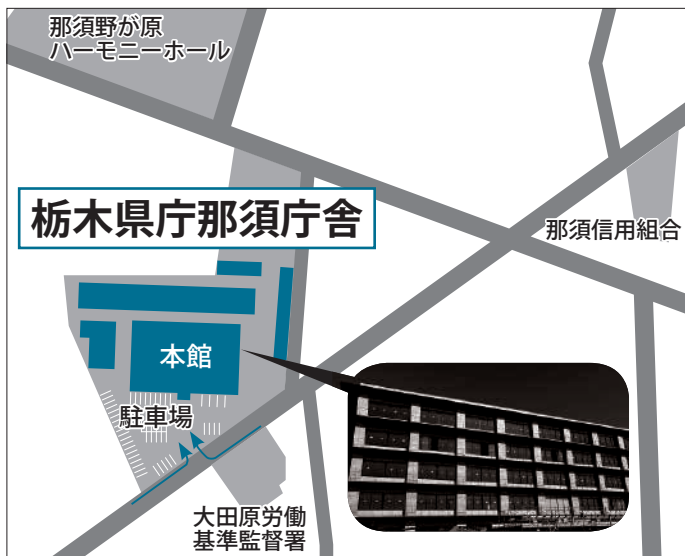 那須野が原
ハーモニーホール
栃木県庁那須庁舎
那須信用組合
本館
駐車場
大田原労働
基準監督署